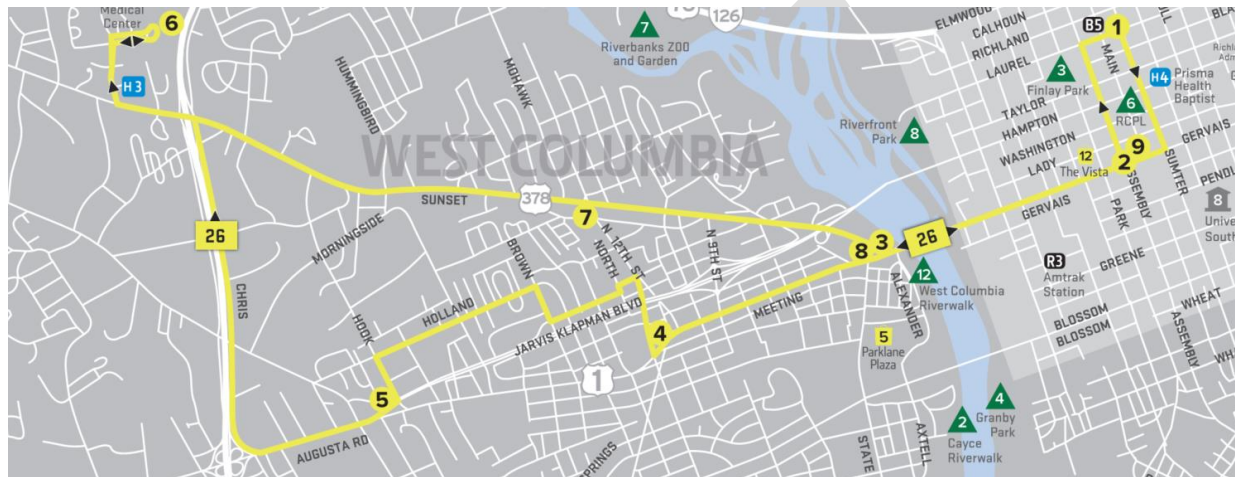 Medical
Center
6
H3
HUMMINGBIRD
MOHAWK
7
Riverbanks ZOO
and Garden
126
ELMWOOD
CALHOUN
RICHLAND
LAUREL
B5
1
MAIN
3
Finlay Park
H4
Prisma
Health
Baptist
6
RCPL
TAYLOR
HAMPTON
WASHINGTON
LADY
12
The Vista
2
9
GERVAIS
SUMTER
ASSEMBLY
PARK
8
Riverfront
Park
8
Univer
South
WEST COLUMBIA
SUNSET
378
7
MORNINGSIDE
26
CHRIS
BROWN
NORTH
N 12TH ST
N 9TH ST
8
3
26
GERVAIS
GREENE
R3
Amtrak
Station
12
West Columbia
Riverwalk
ALEXANDER
HOOK
HOLLAND
JARVIS KLAPMAN BLVD
MEETING
4
5
Parklane
Plaza
1
5
AUGUSTA RD
BLOSSOM
BLOSSOM
WHEAT
ASSEMBLY
4
Granby
Park
2
Cayce
Riverwalk
STATE
AXTELL
SPRINGS